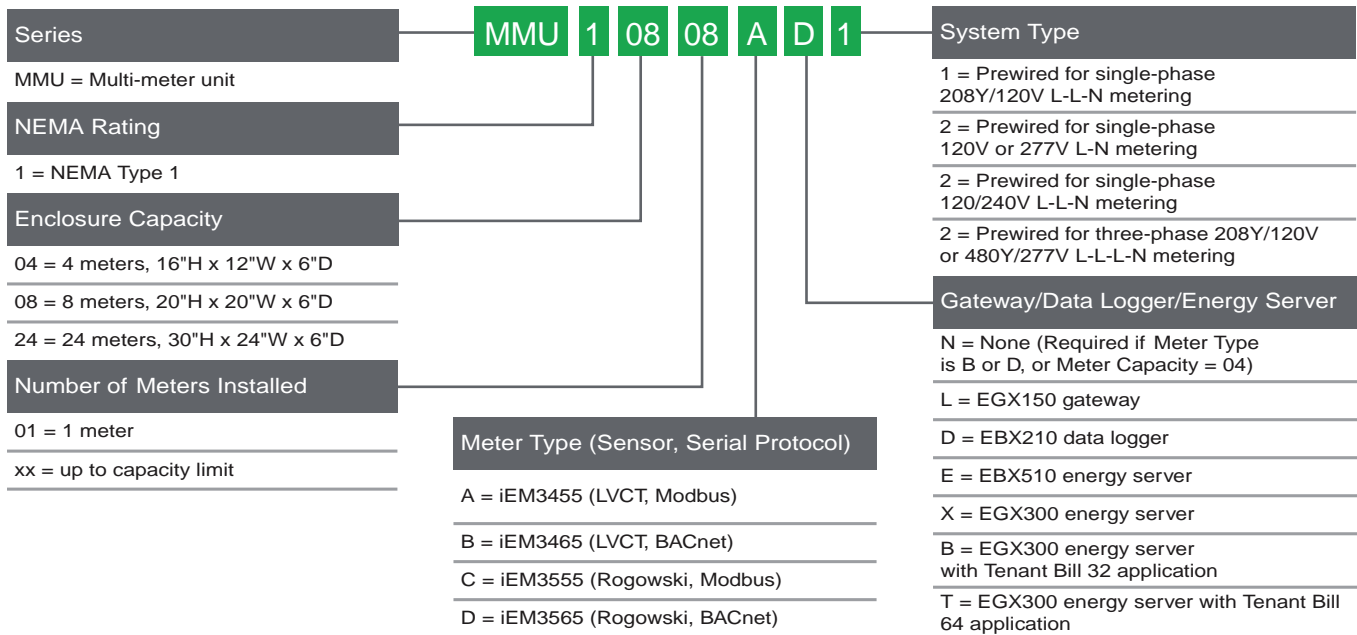 MMU 1 08 08 A D 1
Series
MMU = Multi-meter unit
NEMA Rating
1 = NEMA Type 1
Enclosure Capacity
04 = 4 meters, 16"H x 12"W x 6"D
08 = 8 meters, 20"H x 20"W x 6"D
24 = 24 meters, 30"H x 24"W x 6"D
Number of Meters Installed
01 = 1 meter
xx = up to capacity limit
Meter Type (Sensor, Serial Protocol)
A = iEM3455 (LVCT, Modbus)
B = iEM3465 (LVCT, BACnet)
C = iEM3555 (Rogowski, Modbus)
D = iEM3565 (Rogowski, BACnet)
System Type
1 = Prewired for single-phase
208Y/120V L-L-N metering
2 = Prewired for single-phase
120V or 277V L-N metering
2 = Prewired for single-phase
120/240V L-L-N metering
2 = Prewired for three-phase 208Y/120V
or 480Y/277V L-L-L-N metering
Gateway/Data Logger/Energy Server
N = None (Required if Meter Type
is B or D, or Meter Capacity = 04)
L = EGX150 gateway
D = EBX210 data logger
E = EBX510 energy server
X = EGX300 energy server
B = EGX300 energy server
with Tenant Bill 32 application
T = EGX300 energy server with Tenant Bill
64 application